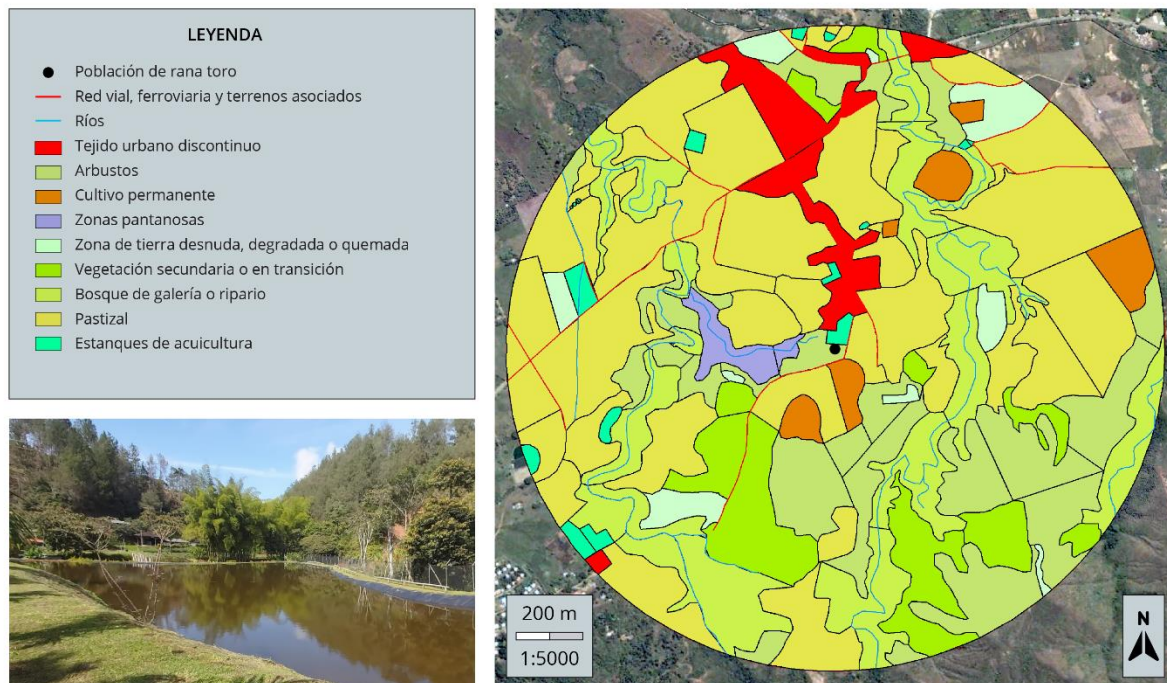 LEYENDA
Población de rana toro
Red vial, ferroviaria y terrenos asociados
Ríos
Tejido urbano discontinuo
Arbustos
Cultivo permanente
Zonas pantanosas
Zona de tierra desnuda, degradada o quemada
Vegetación secundaria o en transición
Bosque de galería o ripario
Pastizal
Estanques de acuicultura
200 m
1:5000
N